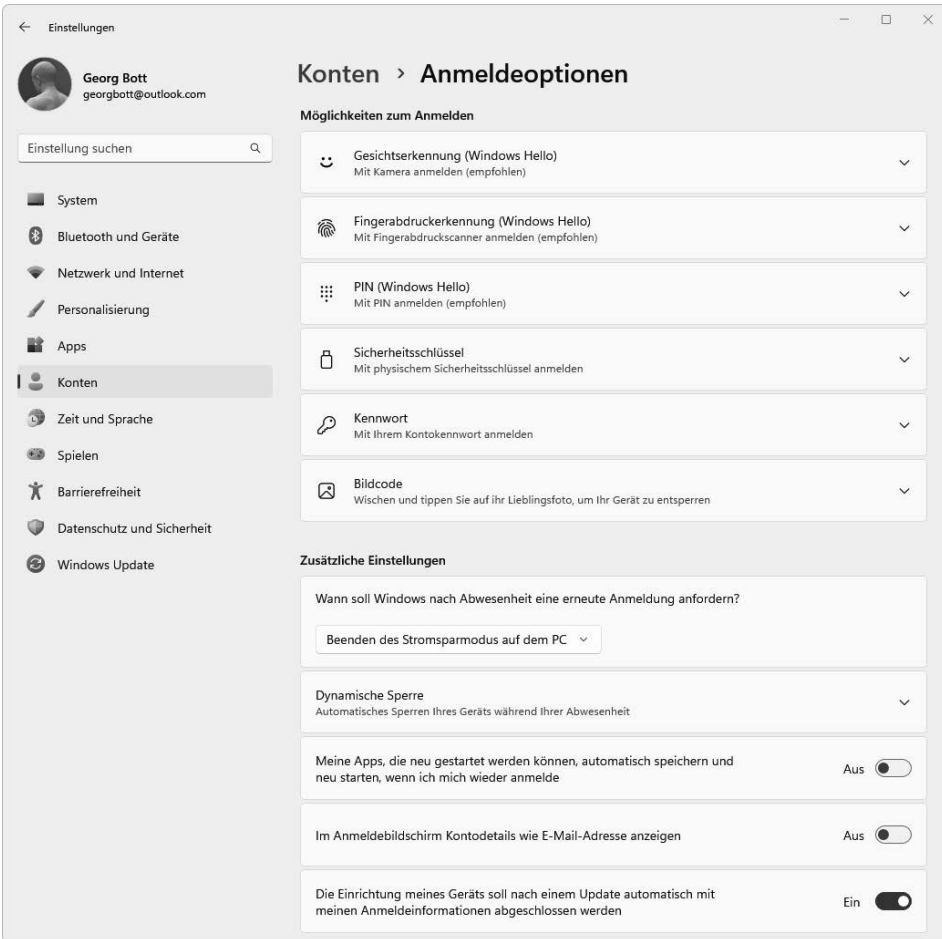 Einstellungen
Georg Bott
georgbott@outlook.com
Einstellung suchen
System
Bluetooth und Geräte
Netzwerk und Internet
Personalisierung
Apps
Konten
Zeit und Sprache
Spielen
Barrierefreiheit
Datenschutz und Sicherheit
Windows Update
Konten › Anmeldeoptionen
Möglichkeiten zum Anmelden
Gesichtserkennung (Windows Hello)
Mit Kamera anmelden (empfohlen)
Fingerabdruckerkennung (Windows Hello)
Mit Fingerabdruckscanner anmelden (empfohlen)
PIN (Windows Hello)
Mit PIN anmelden (empfohlen)
Sicherheitsschlüssel
Mit physischem Sicherheitsschlüssel anmelden
Kennwort
Mit Ihrem Kontokennwort anmelden
Bildcode
Wischen und tippen Sie auf ihr Lieblingsfoto, um Ihr Gerät zu entsperren
Zusätzliche Einstellungen
Wann soll Windows nach Abwesenheit eine erneute Anmeldung anfordern?
Beenden des Stromsparmodus auf dem PC
Dynamische Sperre
Automatisches Sperren Ihres Geräts während Ihrer Abwesenheit
Meine Apps, die neu gestartet werden können, automatisch speichern und
neu starten, wenn ich mich wieder anmelde
Aus
Im Anmeldebildschirm Kontodetails wie E-Mail-Adresse anzeigen
Aus
Die Einrichtung meines Geräts soll nach einem Update automatisch mit
meinen Anmeldeinformationen abgeschlossen werden
Ein